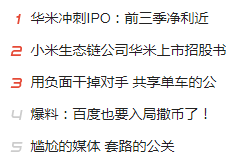 1 华米冲刺IPO：前三季净利近
2 小米生态链公司华米上市招股书
3 用负面干掉对手 共享单车的公
4 爆料：百度也要入局撒币了！
5 尴尬的媒体 套路的公关